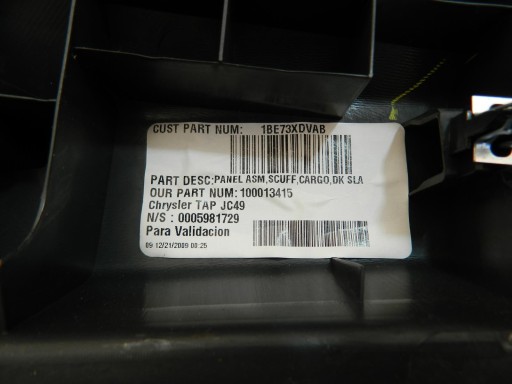 CUST PART NUM: 1BE73XDVAB
PART DESC:PANEL ASM,SCUFF,CARGO,DK SLA
OUR PART NUM:100013415
Chrysler TAP JC49
N/S : 0005981729
Para Validacion
09 12/21/2009 08:25